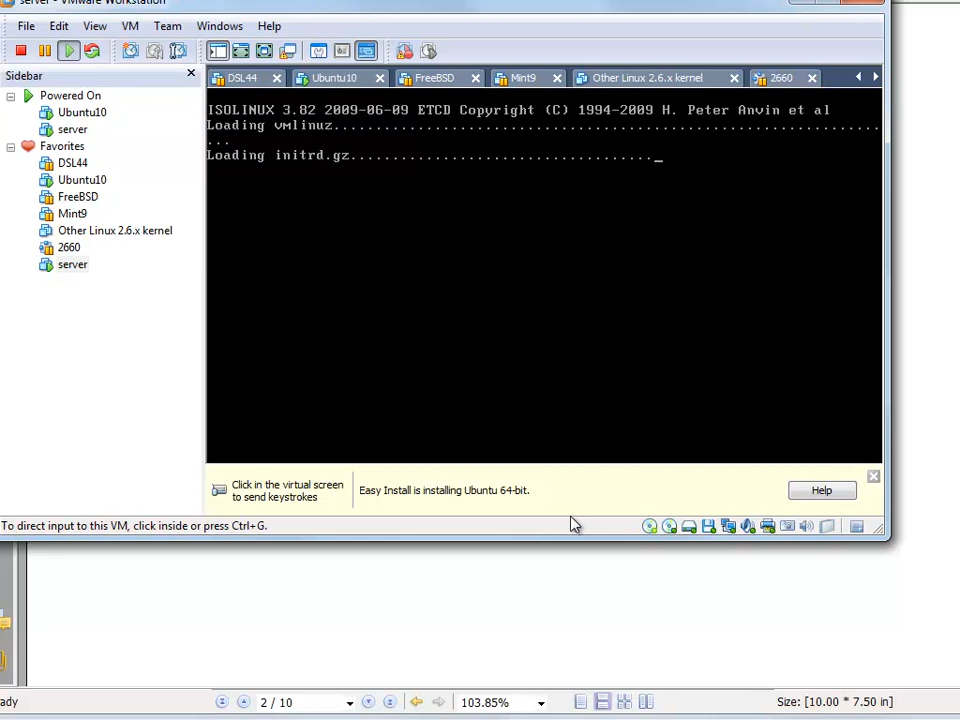 server - VMware Workstation
File Edit View VM Team Windows Help
Sidebar
DSL44 Ubuntu10 FreeBSD Mint9 Other Linux 2.6.x kernel 2660
Powered On
Ubuntu10
server
Favorites
DSL44
Ubuntu10
FreeBSD
Mint9
Other Linux 2.6.x kernel
2660
server
ISOLINUX 3.82 2009-06-09 ETCD Copyright (C) 1994-2009 H. Peter Anvin et al
Loading vmlinuz..........................................................................
...
Loading initrd.gz...................................._
Click in the virtual screen
to send keystrokes
Easy Install is installing Ubuntu 64-bit.
Help
To direct input to this VM, click inside or press Ctrl+G.
ady
2 / 10
103.85%
Size: [10.00 * 7.50 in]